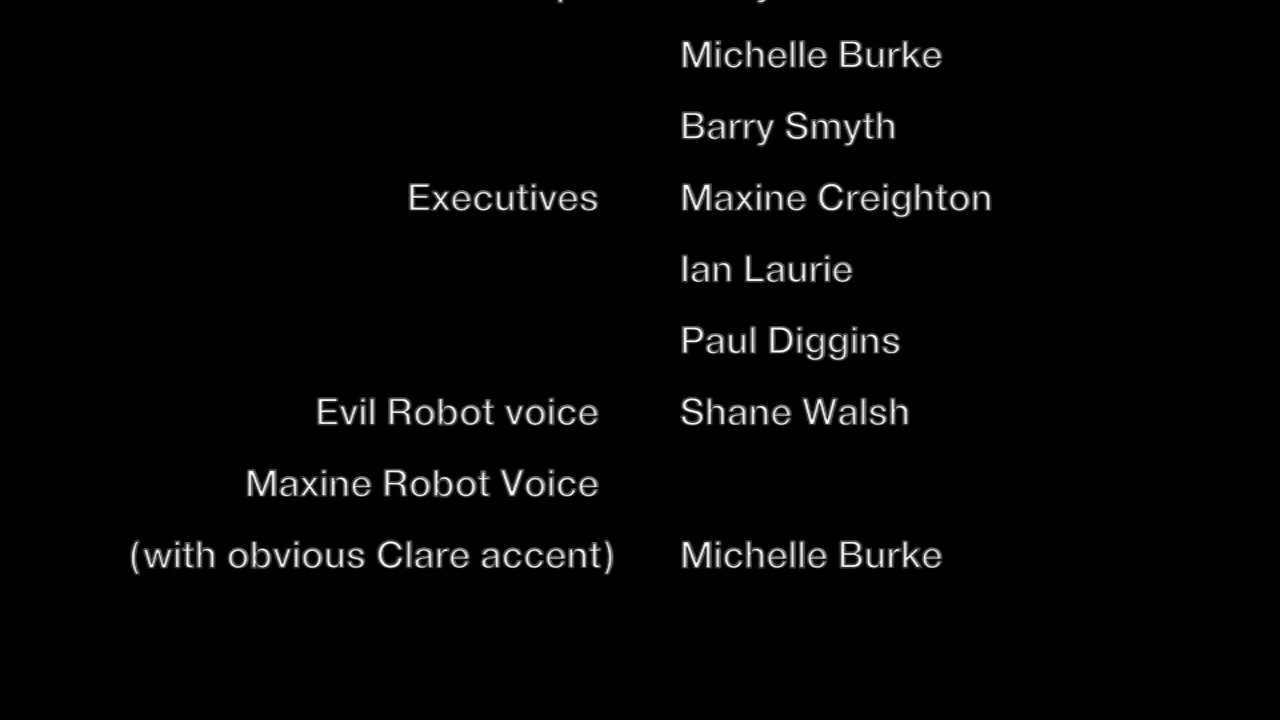 Michelle Burke
Barry Smyth
Executives Maxine Creighton
Ian Laurie
Paul Diggins
Evil Robot voice Shane Walsh
Maxine Robot Voice
(with obvious Clare accent) Michelle Burke